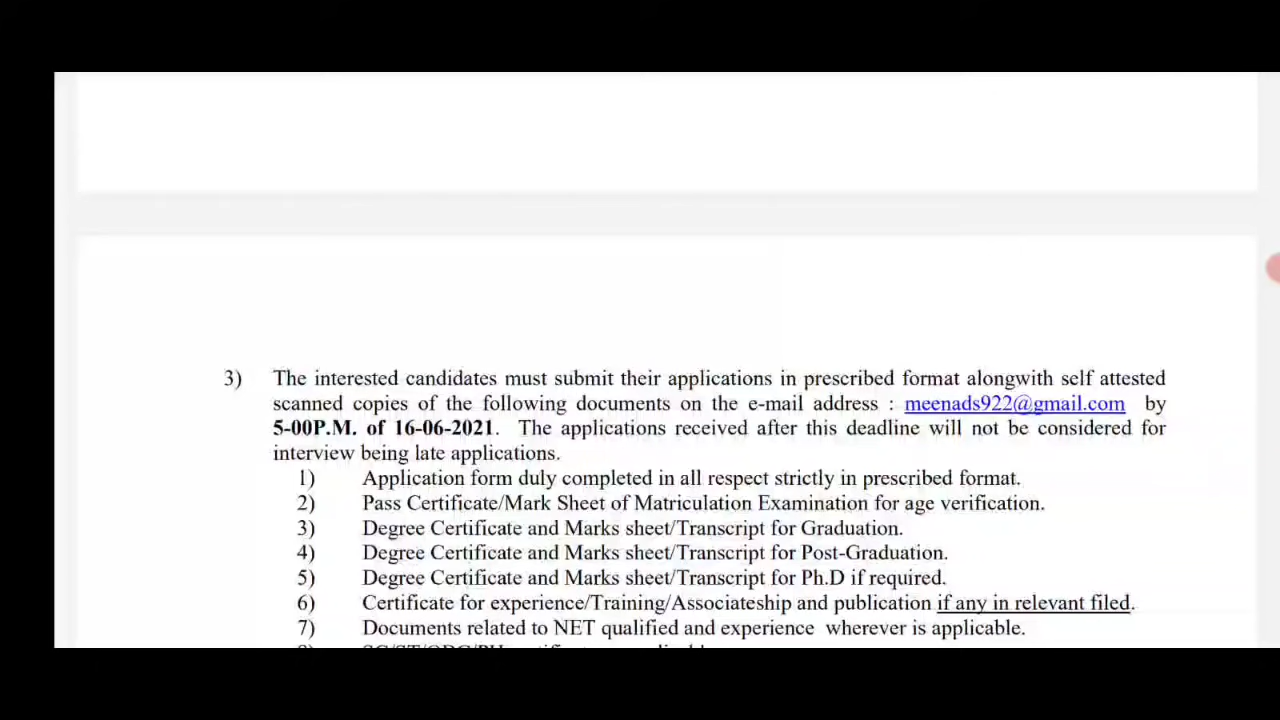 3) The interested candidates must submit their applications in prescribed format alongwith self attested
scanned copies of the following documents on the e-mail address : meenads922@gmail.com by
5-00P.M. of 16-06-2021. The applications received after this deadline will not be considered for
interview being late applications.
1) Application form duly completed in all respect strictly in prescribed format.
2) Pass Certificate/Mark Sheet of Matriculation Examination for age verification.
3) Degree Certificate and Marks sheet/Transcript for Graduation.
4) Degree Certificate and Marks sheet/Transcript for Post-Graduation.
5) Degree Certificate and Marks sheet/Transcript for Ph.D if required.
6) Certificate for experience/Training/Associateship and publication if any in relevant filed.
7) Documents related to NET qualified and experience wherever is applicable.